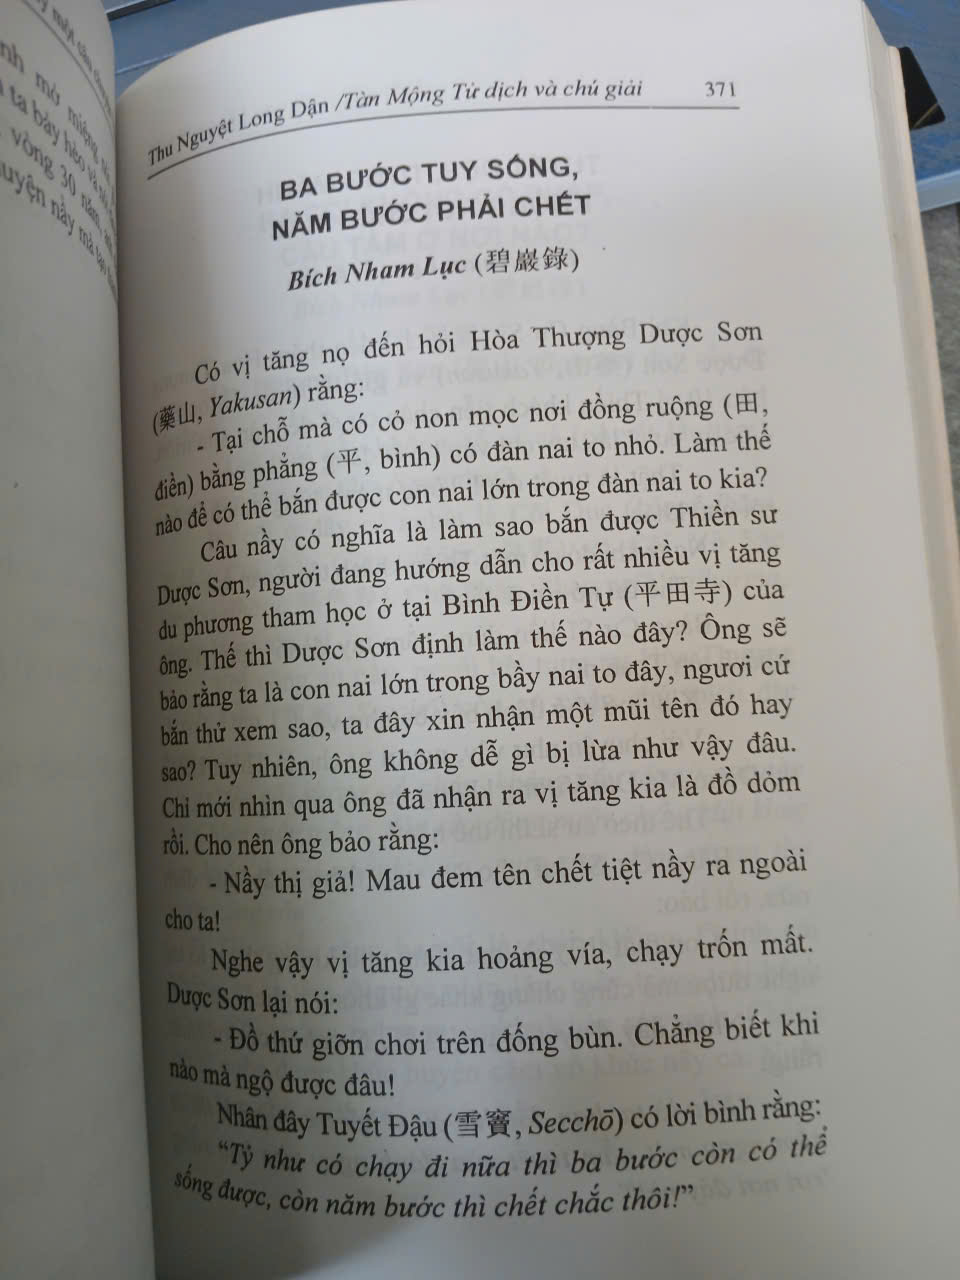 Thu Nguyệt Long Dận /Tàn Mộng Tử dịch và chú giải 371
BA BƯỚC TUY SỐNG,
NĂM BƯỚC PHẢI CHẾT
Bích Nham Lục (碧巖錄)
Có vị tăng nọ đến hỏi Hòa Thượng Dược Sơn
(藥山, Yakusan) rằng:
- Tại chỗ mà có cỏ non mọc nơi đồng ruộng (田,
điền) bằng phẳng (平, bình) có đàn nai to nhỏ. Làm thế
nào để có thể bắn được con nai lớn trong đàn nai to kia?
Câu nầy có nghĩa là làm sao bắn được Thiền sư
Dược Sơn, người đang hướng dẫn cho rất nhiều vị tăng
du phương tham học ở tại Bình Điền Tự (平田寺) của
ông. Thế thì Dược Sơn định làm thế nào đây? Ông sẽ
bảo rằng ta là con nai lớn trong bầy nai to đây, ngươi cứ
bắn thử xem sao, ta đây xin nhận một mũi tên đó hay
sao? Tuy nhiên, ông không dễ gì bị lừa như vậy đâu.
Chỉ mới nhìn qua ông đã nhận ra vị tăng kia là đồ dỏm
rồi. Cho nên ông bảo rằng:
- Nầy thị giả! Mau đem tên chết tiệt nầy ra ngoài
cho ta!
Nghe vậy vị tăng kia hoảng vía, chạy trốn mất.
Dược Sơn lại nói:
- Đồ thứ giỡn chơi trên đống bùn. Chẳng biết khi
nào mà ngộ được đâu!
Nhân đây Tuyết Đậu (雪竇, Secchō) có lời bình rằng:
“Tỷ như có chạy đi nữa thì ba bước còn có thể
sống được, còn năm bước thì chết chắc thôi!”